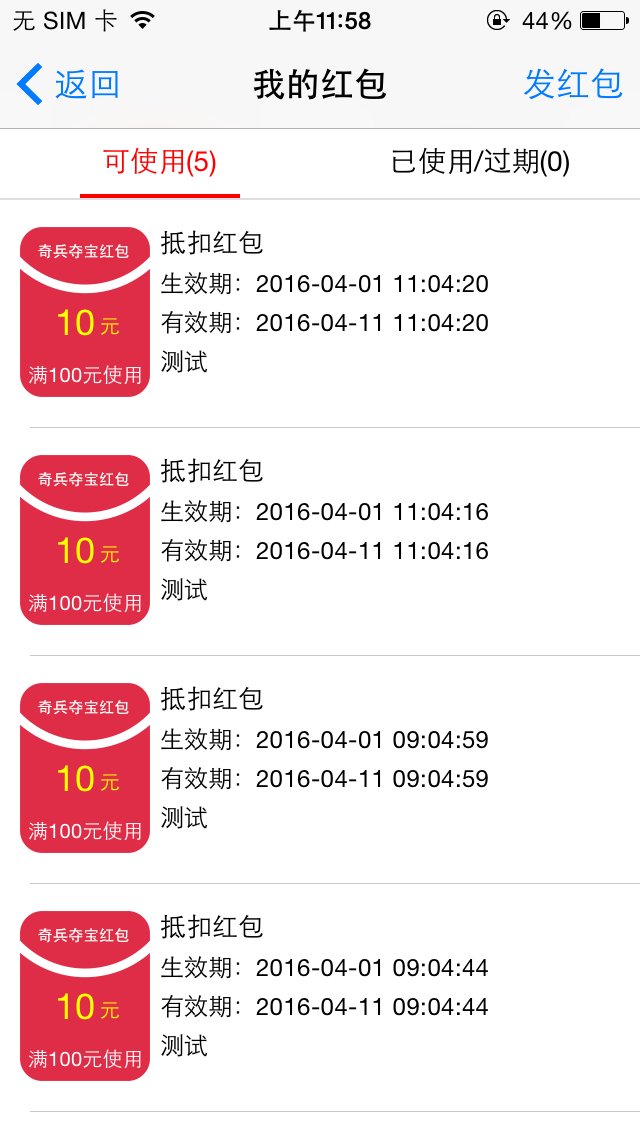 无 SIM 卡 上午11:58 44%
返回 我的红包 发红包
可使用(5) 已使用/过期(0)
奇兵夺宝红包
10元
满100元使用
抵扣红包
生效期：2016-04-01 11:04:20
有效期：2016-04-11 11:04:20
测试
奇兵夺宝红包
10元
满100元使用
抵扣红包
生效期：2016-04-01 11:04:16
有效期：2016-04-11 11:04:16
测试
奇兵夺宝红包
10元
满100元使用
抵扣红包
生效期：2016-04-01 09:04:59
有效期：2016-04-11 09:04:59
测试
奇兵夺宝红包
10元
满100元使用
抵扣红包
生效期：2016-04-01 09:04:44
有效期：2016-04-11 09:04:44
测试